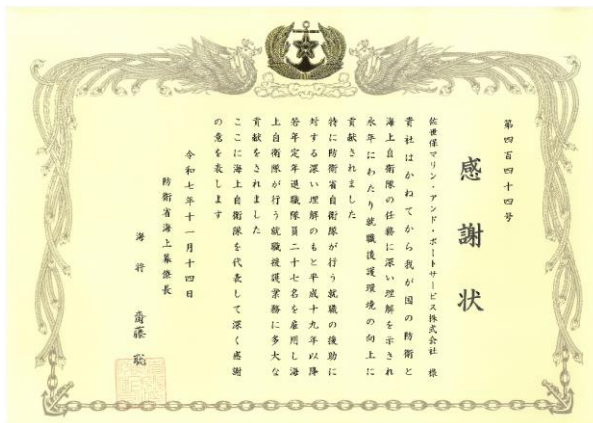 第四百四十四号
感謝状
佐世保マリン・アンド・ポートサービス株式会社 様
貴社はかねてから我が国の防衛と
海上自衛隊の任務に深い理解を示され
永年にわたり就職援護環境の向上に
貢献されました
特に防衛省自衛隊が行う就職の援助に
対する深い理解のもと平成十九年以降
若年定年退職隊員二十七名を雇用し海
上自衛隊が行う就職援護業務に多大な
貢献をされました
ここに海上自衛隊を代表して深く感謝
の意を表します
令和七年十一月十四日
防衛省海上幕僚長
海将 齋藤 聡